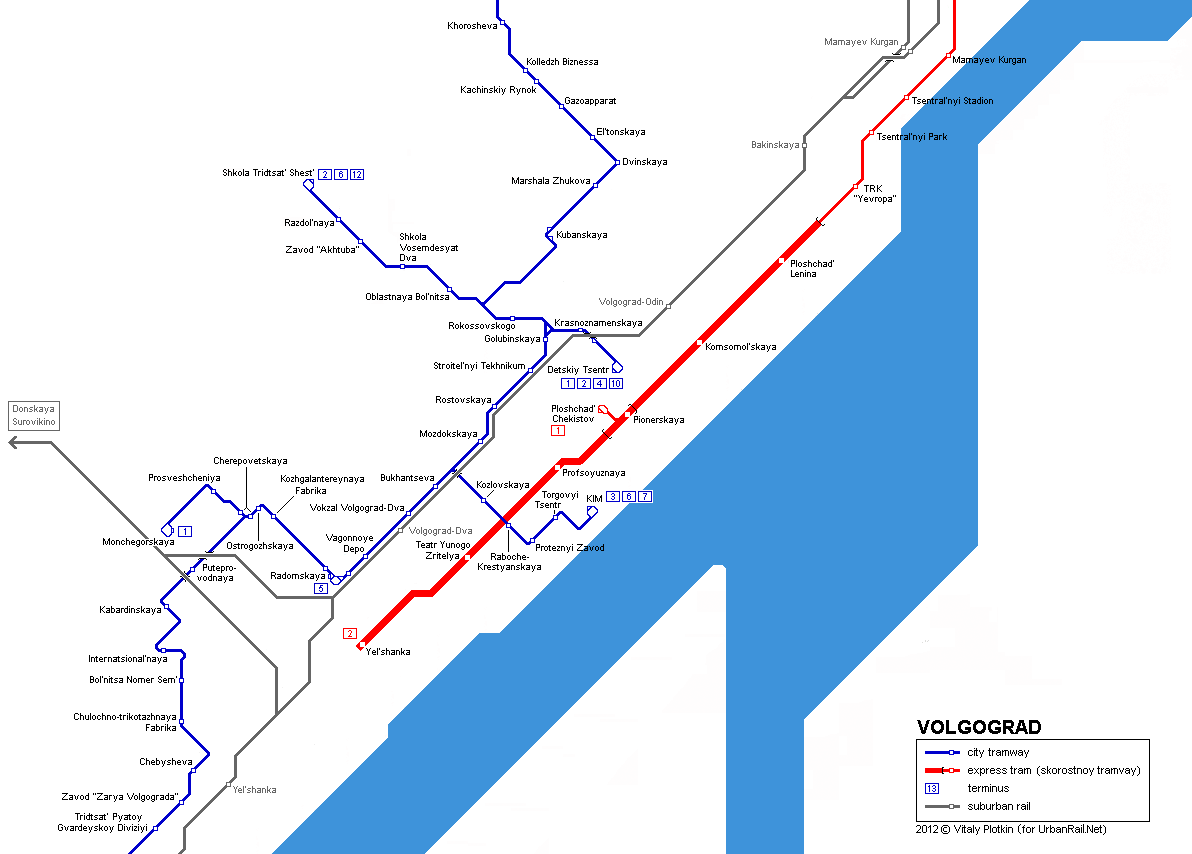 Khorosheva
Mamayev Kurgan
Kolledzh Biznessa
Mamayev Kurgan
Kachinskiy Rynok
Gazoapparat
Tsentral'nyi Stadion
El'tonskaya
Tsentral'nyi Park
Bakinskaya
Dvinskaya
Shkola Tridtsat' Shest'
2 6 12
Marshala Zhukova
TRK
"Yevropa"
Razdol'naya
Kubanskaya
Zavod "Akhtuba"
Shkola
Vosemdesyat
Dva
Ploshchad'
Lenina
Oblastnaya Bol'nitsa
Volgograd-Odin
Rokossovskogo
Krasnoznamenskaya
Golubinskaya
Komsomol'skaya
Stroitel'nyi Tekhnikum
Detskiy Tsentr
1 2 4 10
Rostovskaya
Donskaya
Surovikino
Ploshchad'
Chekistov
1
Pionerskaya
Mozdokskaya
Cherepovetskaya
Profsoyuznaya
Prosveshcheniya
Kozhgalantereynaya
Fabrika
Bukhantseva
Kozlovskaya
Torgovyi
Tsentr
KIM
3 6 7
Vokzal Volgograd-Dva
Volgograd-Dva
1
Monchegorskaya
Ostrogozhskaya
Vagonnoye
Depo
Teatr Yunogo
Zritelya
Proteznyi Zavod
Raboche-
Krestyanskaya
Putepro-
vodnaya
Radomskaya
5
Kabardinskaya
2
Yel'shanka
Internatsional'naya
Bol'nitsa Nomer Sem'
Chulochno-trikotazhnaya
Fabrika
Chebysheva
Yel'shanka
Zavod "Zarya Volgograda"
Tridtsat' Pyatoy
Gvardeyskoy Diviziyi
VOLGOGRAD
city tramway
express tram (skorostnoy tramvay)
13 terminus
suburban rail
2012 © Vitaly Plotkin (for UrbanRail.Net)